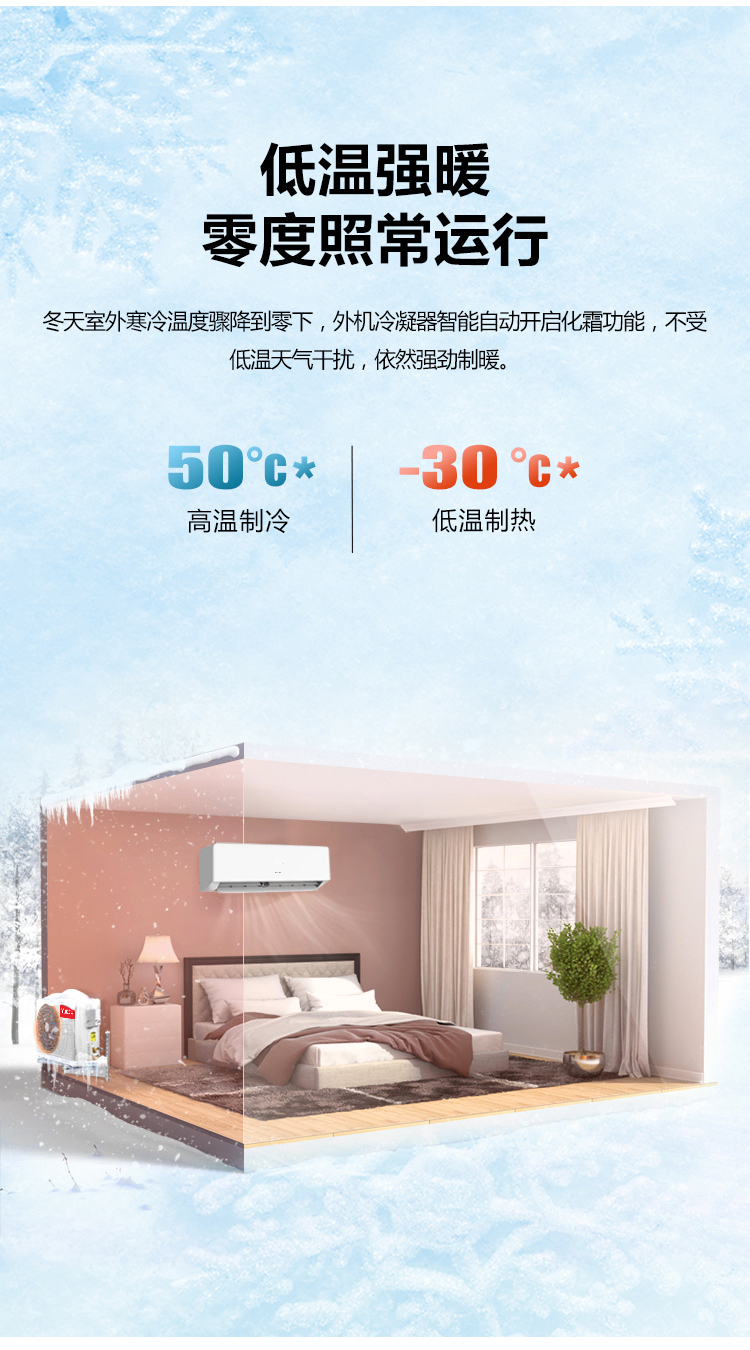 低温强暖
零度照常运行
冬天室外寒冷温度骤降到零下，外机冷凝器智能自动开启化霜功能，不受
低温天气干扰，依然强劲制暖。
50℃* -30℃*
高温制冷 低温制热